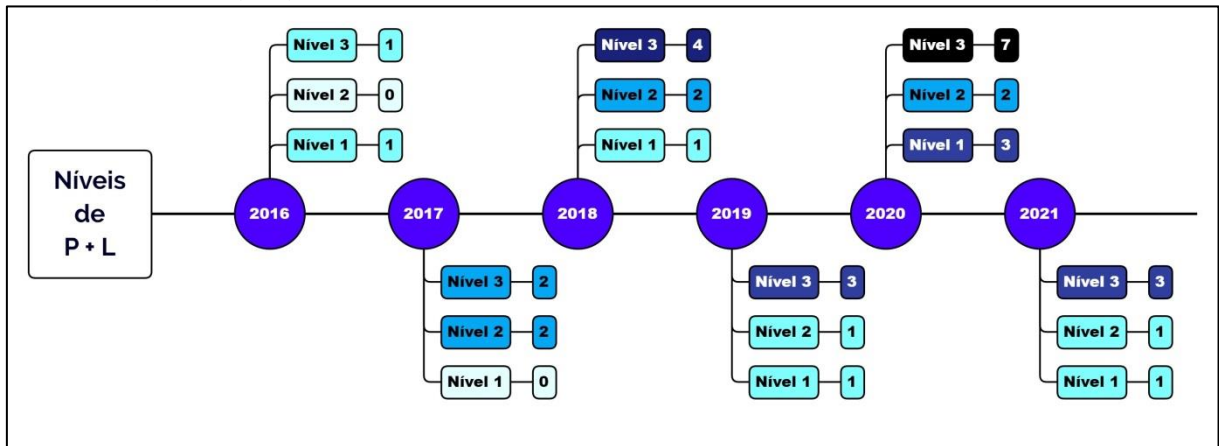 Níveis
de
P + L
2016
Nível 3 1
Nível 2 0
Nível 1 1
2017
Nível 3 2
Nível 2 2
Nível 1 0
2018
Nível 3 4
Nível 2 2
Nível 1 1
2019
Nível 3 3
Nível 2 1
Nível 1 1
2020
Nível 3 7
Nível 2 2
Nível 1 3
2021
Nível 3 3
Nível 2 1
Nível 1 1